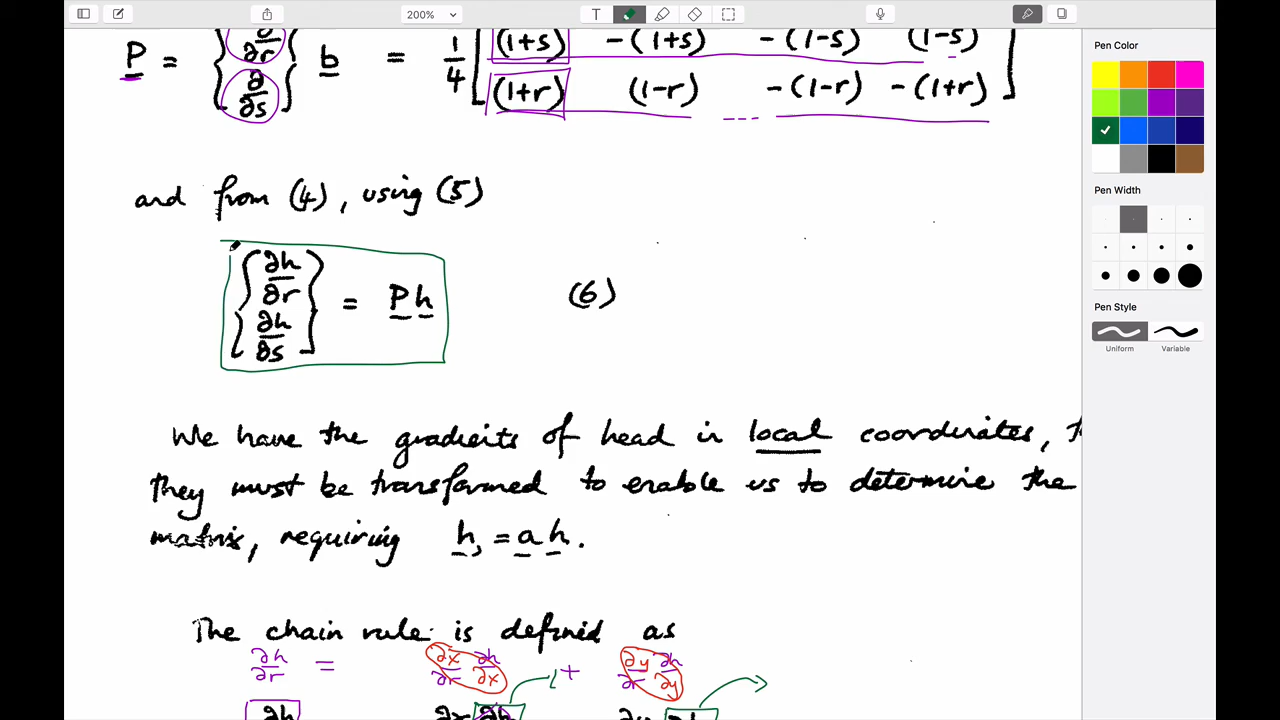 200%
P = { ∂/∂r ∂/∂s } b = 1/4 [ (1+s) -(1+s) -(1-s) (1-s)
(1+r) (1-r) -(1-r) -(1+r) ]
and from (4), using (5)
{ ∂h/∂r ∂h/∂s } = P h (6)
We have the gradients of head in local coordinates,
they must be transformed to enable us to determine the
matrix, requiring h, = a h.
The chain rule is defined as
∂h/∂r = ∂x/∂r ∂h/∂x + ∂y/∂r ∂h/∂y
∂h ∂x ∂h ∂y ∂h
Pen Color
Pen Width
Pen Style
Uniform Variable